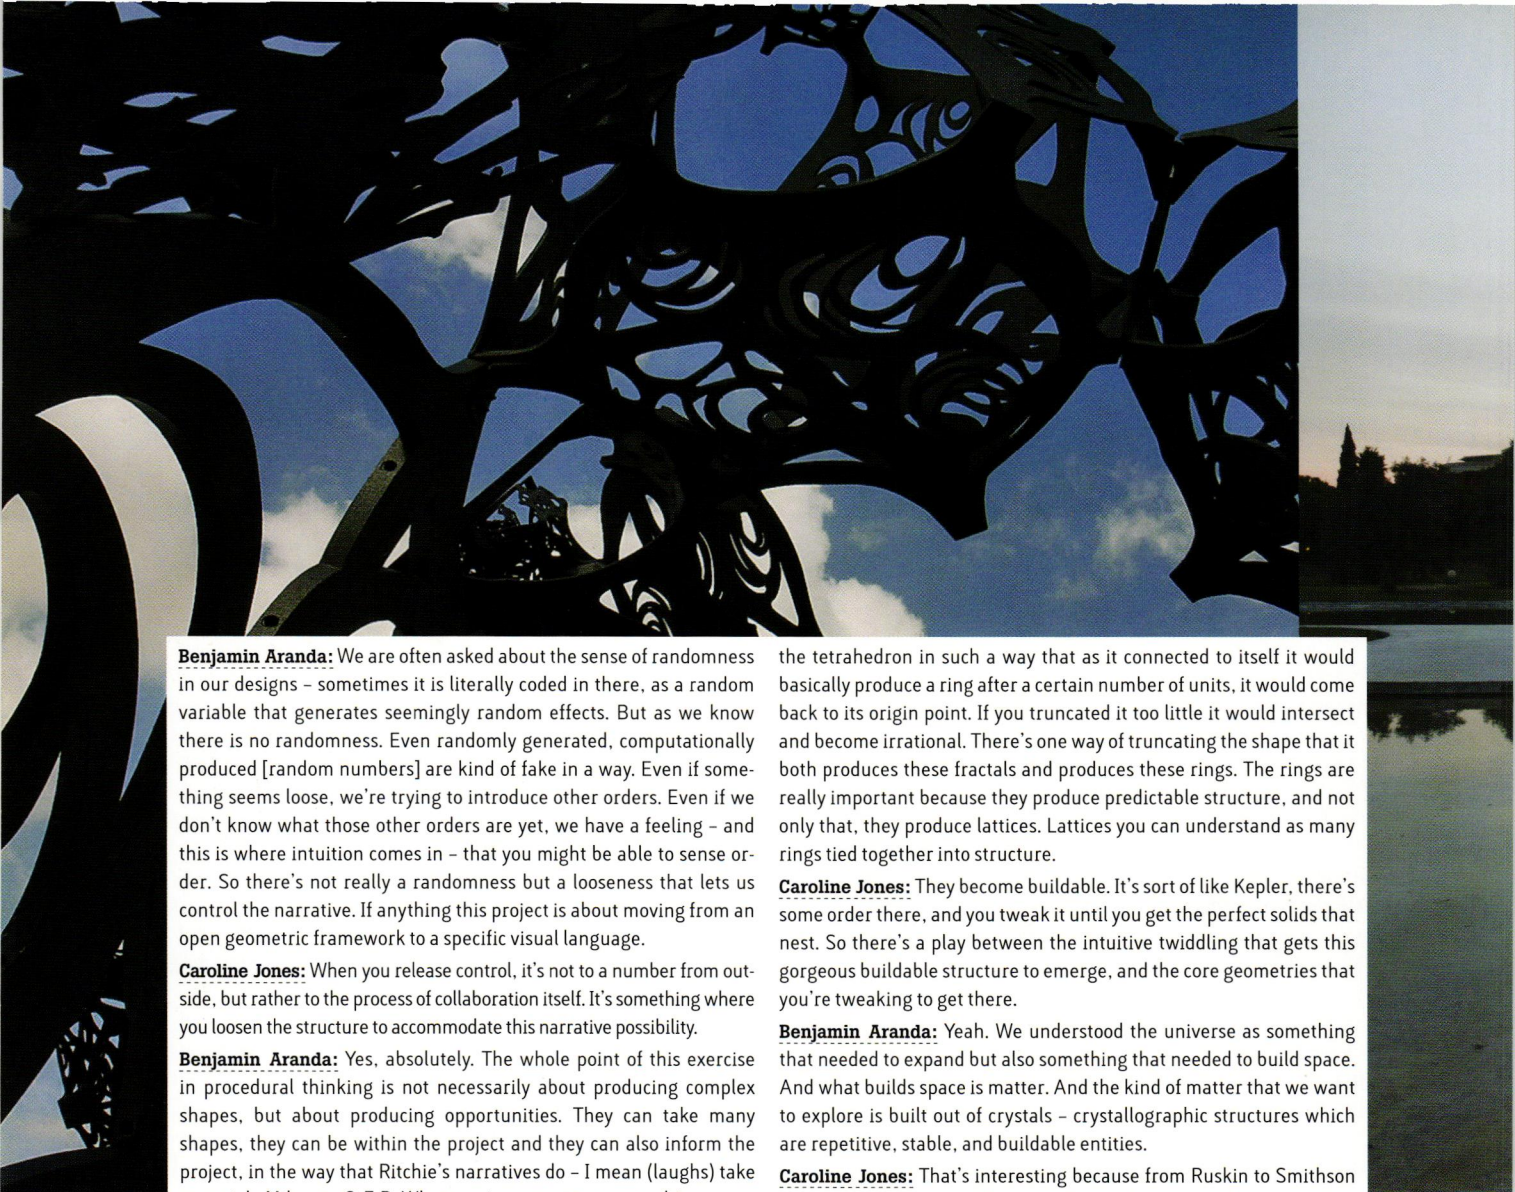 Benjamin Aranda: We are often asked about the sense of randomness
in our designs – sometimes it is literally coded in there, as a random
variable that generates seemingly random effects. But as we know
there is no randomness. Even randomly generated, computationally
produced [random numbers] are kind of fake in a way. Even if some-
thing seems loose, we're trying to introduce other orders. Even if we
don't know what those other orders are yet, we have a feeling – and
this is where intuition comes in – that you might be able to sense or-
der. So there's not really a randomness but a looseness that lets us
control the narrative. If anything this project is about moving from an
open geometric framework to a specific visual language.
Caroline Jones: When you release control, it's not to a number from out-
side, but rather to the process of collaboration itself. It's something where
you loosen the structure to accommodate this narrative possibility.
Benjamin Aranda: Yes, absolutely. The whole point of this exercise
in procedural thinking is not necessarily about producing complex
shapes, but about producing opportunities. They can take many
shapes, they can be within the project and they can also inform the
project, in the way that Ritchie's narratives do – I mean (laughs) take
the tetrahedron in such a way that as it connected to itself it would
basically produce a ring after a certain number of units, it would come
back to its origin point. If you truncated it too little it would intersect
and become irrational. There's one way of truncating the shape that it
both produces these fractals and produces these rings. The rings are
really important because they produce predictable structure, and not
only that, they produce lattices. Lattices you can understand as many
rings tied together into structure.
Caroline Jones: They become buildable. It's sort of like Kepler, there's
some order there, and you tweak it until you get the perfect solids that
nest. So there's a play between the intuitive twiddling that gets this
gorgeous buildable structure to emerge, and the core geometries that
you're tweaking to get there.
Benjamin Aranda: Yeah. We understood the universe as something
that needed to expand but also something that needed to build space.
And what builds space is matter. And the kind of matter that we want
to explore is built out of crystals – crystallographic structures which
are repetitive, stable, and buildable entities.
Caroline Jones: That's interesting because from Ruskin to Smithson